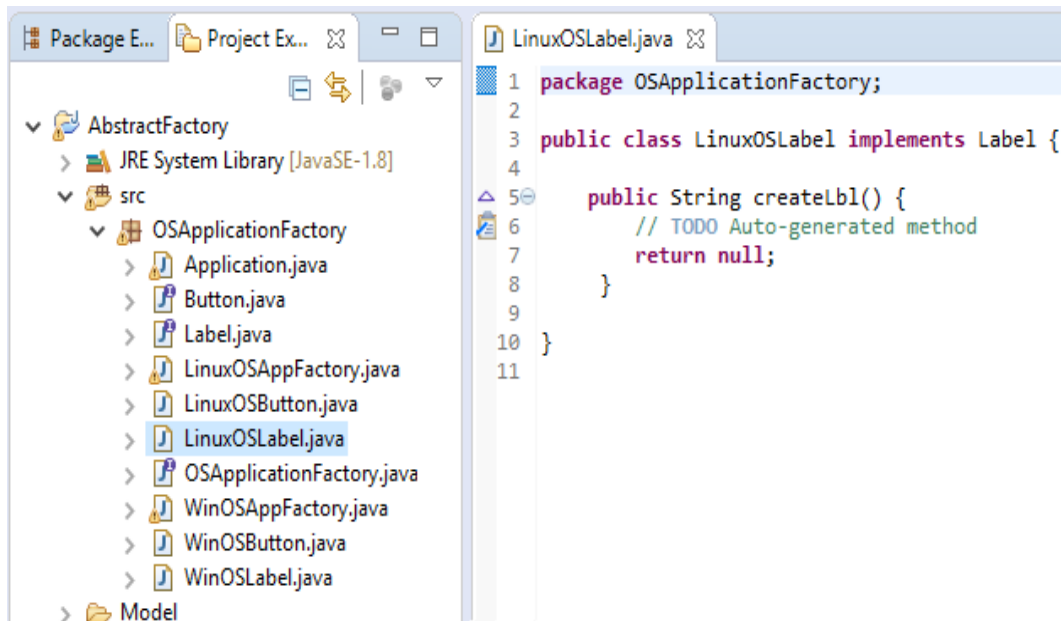 Package E...
Project Ex...
AbstractFactory
JRE System Library [JavaSE-1.8]
src
OSApplicationFactory
Application.java
Button.java
Label.java
LinuxOSAppFactory.java
LinuxOSButton.java
LinuxOSLabel.java
OSApplicationFactory.java
WinOSAppFactory.java
WinOSButton.java
WinOSLabel.java
Model
LinuxOSLabel.java
1 package OSApplicationFactory;
2
3 public class LinuxOSLabel implements Label {
4
5 public String createLbl() {
6 // TODO Auto-generated method
7 return null;
8 }
9
10 }
11